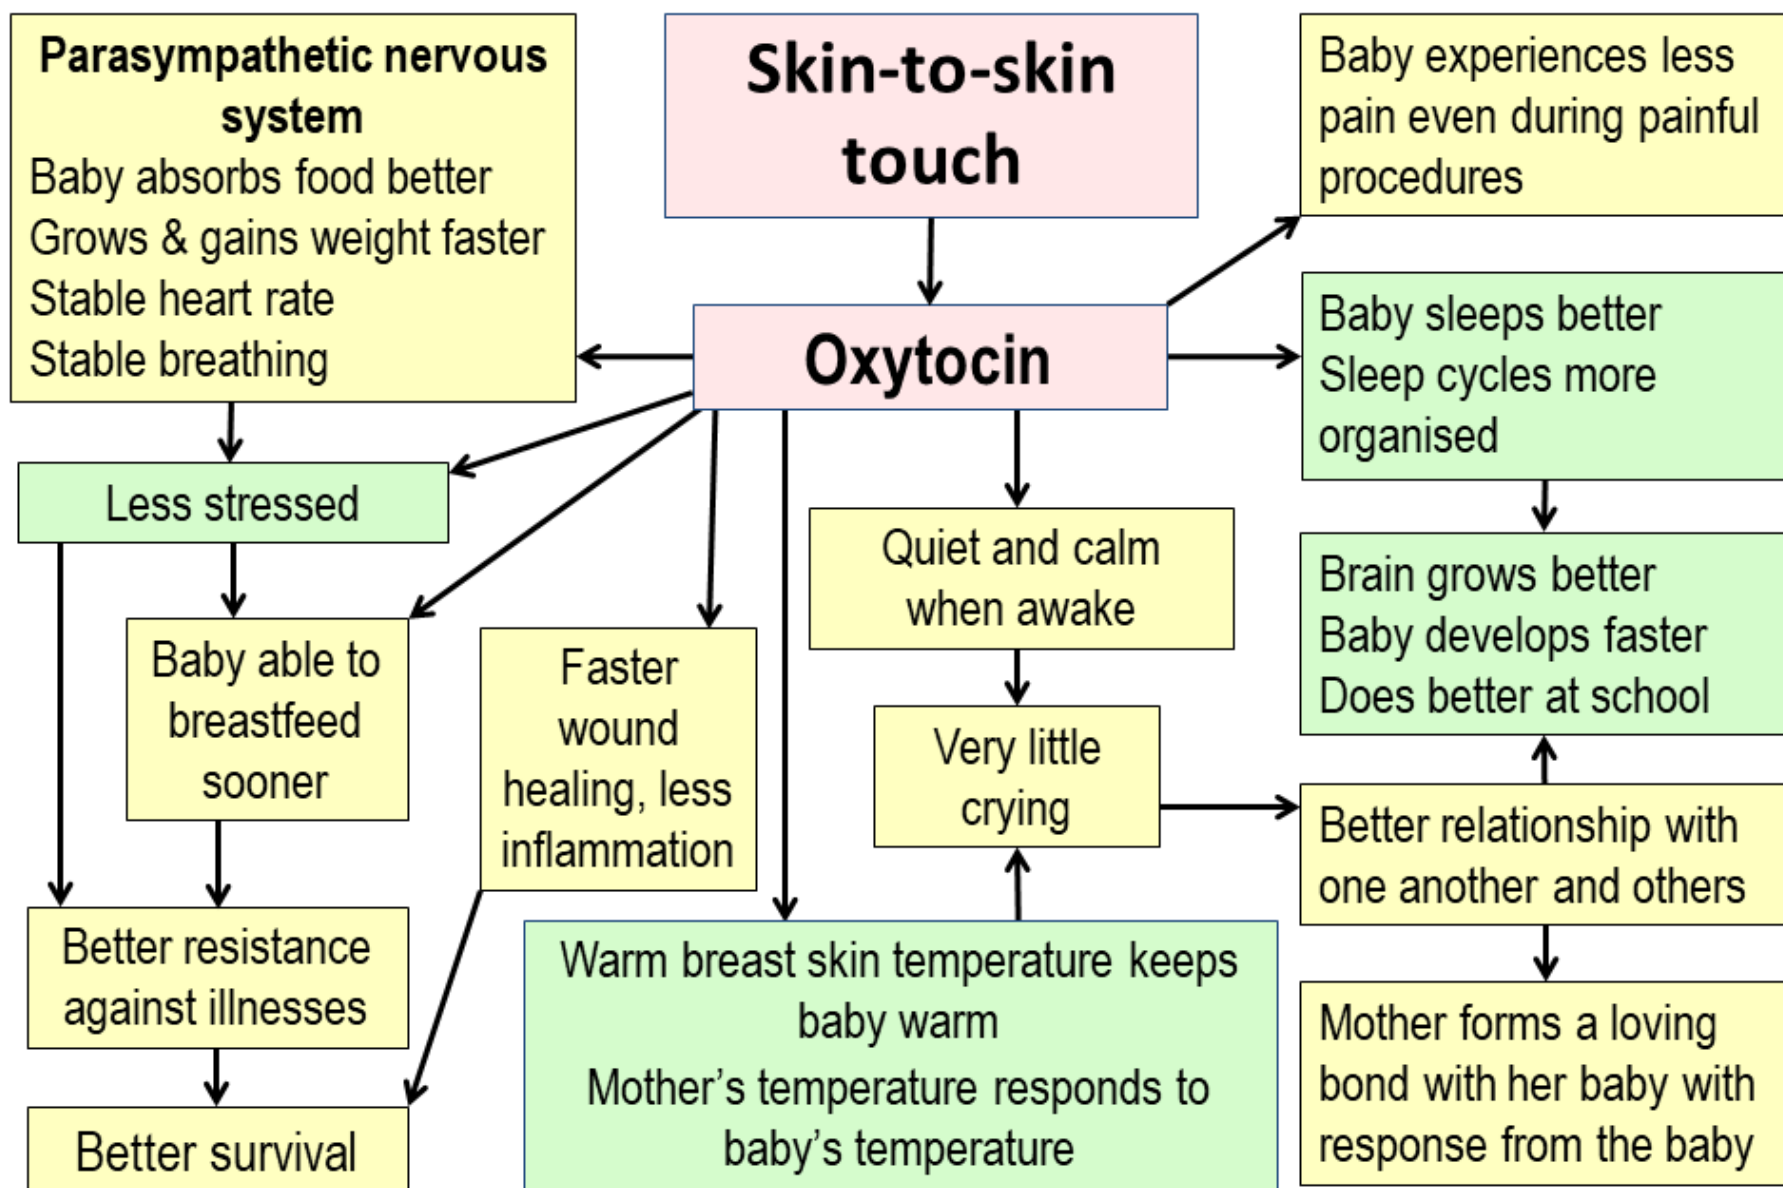 Parasympathetic nervous
system
Baby absorbs food better
Grows & gains weight faster
Stable heart rate
Stable breathing
Skin-to-skin
touch
Baby experiences less
pain even during painful
procedures
Oxytocin
Baby sleeps better
Sleep cycles more
organised
Less stressed
Quiet and calm
when awake
Brain grows better
Baby develops faster
Does better at school
Baby able to
breastfeed
sooner
Faster
wound
healing, less
inflammation
Very little
crying
Better relationship with
one another and others
Better resistance
against illnesses
Warm breast skin temperature keeps
baby warm
Mother’s temperature responds to
baby’s temperature
Mother forms a loving
bond with her baby with
response from the baby
Better survival